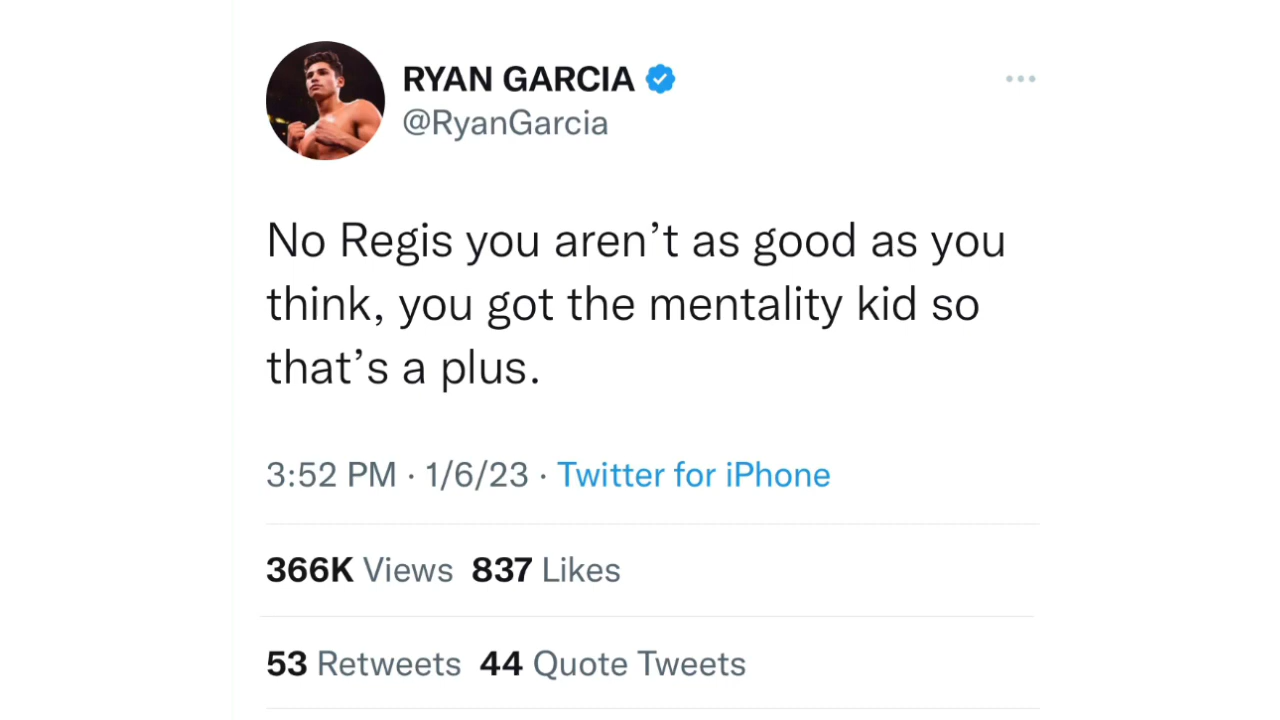 RYAN GARCIA
@RyanGarcia
No Regis you aren’t as good as you
think, you got the mentality kid so
that’s a plus.
3:52 PM · 1/6/23 · Twitter for iPhone
366K Views 837 Likes
53 Retweets 44 Quote Tweets